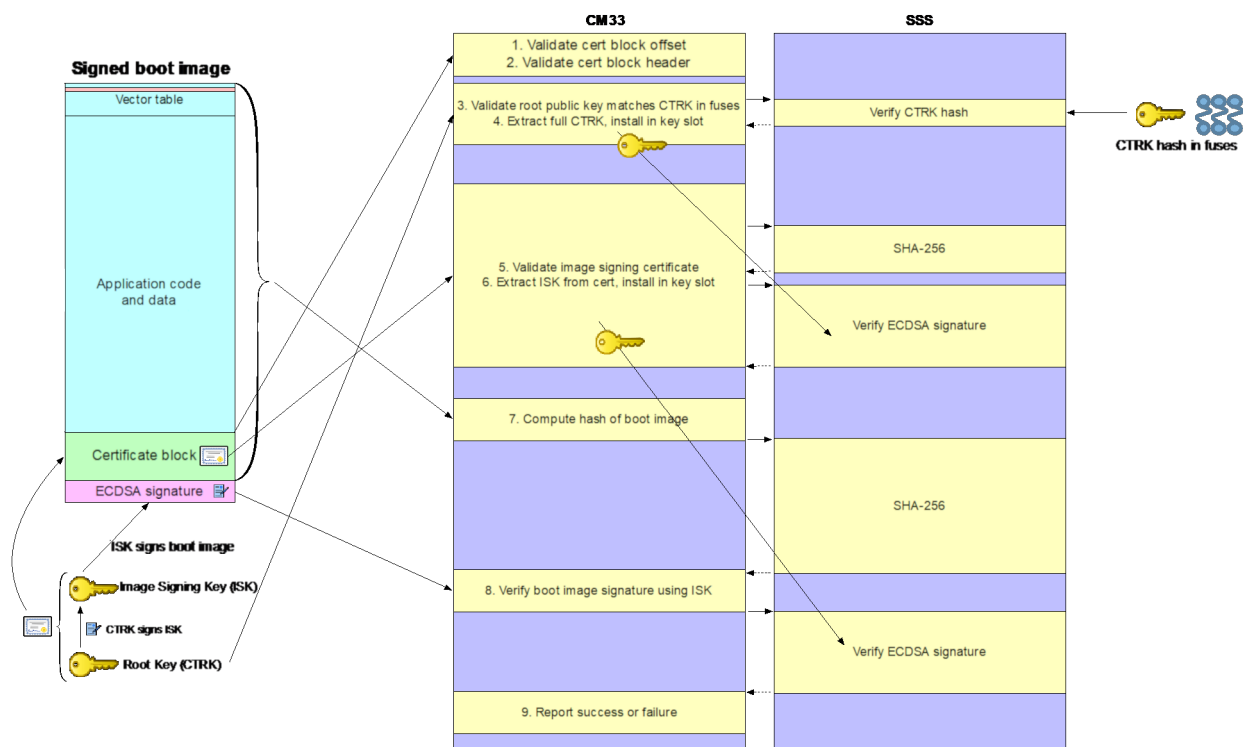 CM33
SSS
Signed boot image
Vector table
Application code
and data
Certificate block
ECDSA signature
ISK signs boot image
Image Signing Key (ISK)
CTRK signs ISK
Root Key (CTRK)
1. Validate cert block offset
2. Validate cert block header
3. Validate root public key matches CTRK in fuses
4. Extract full CTRK, install in key slot
5. Validate image signing certificate
6. Extract ISK from cert, install in key slot
7. Compute hash of boot image
8. Verify boot image signature using ISK
9. Report success or failure
Verify CTRK hash
SHA-256
Verify ECDSA signature
SHA-256
Verify ECDSA signature
CTRK hash in fuses